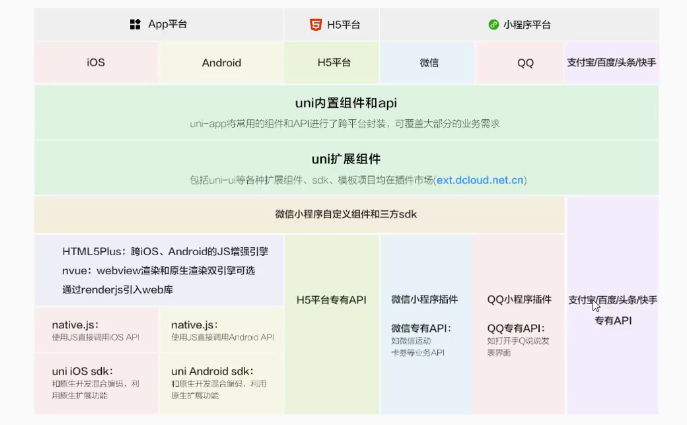 App平台
H5平台
小程序平台
iOS
Android
H5平台
微信
QQ
支付宝/百度/头条/快手
uni内置组件和api
uni-app将常用的组件和API进行了跨平台封装，可覆盖大部分的业务需求
uni扩展组件
包括uni-ui等各种扩展组件、sdk、模板项目均在插件市场(ext.dcloud.net.cn)
微信小程序自定义组件和三方sdk
HTML5Plus：跨iOS、Android的JS增强引擎
nvue：webview渲染和原生渲染双引擎可选
通过renderjs引入web库
native.js：
使用JS直接调用iOS API
native.js：
使用JS直接调用Android API
uni iOS sdk：
和原生开发混合编码，利
用原生扩展功能
uni Android sdk：
和原生开发混合编码，利用
原生扩展功能
H5平台专有API
微信小程序插件
微信专有API：
如微信运动
卡券等业务API
QQ小程序插件
QQ专有API：
如打开手Q说说发
表界面
支付宝/百度/头条/快手
专有API